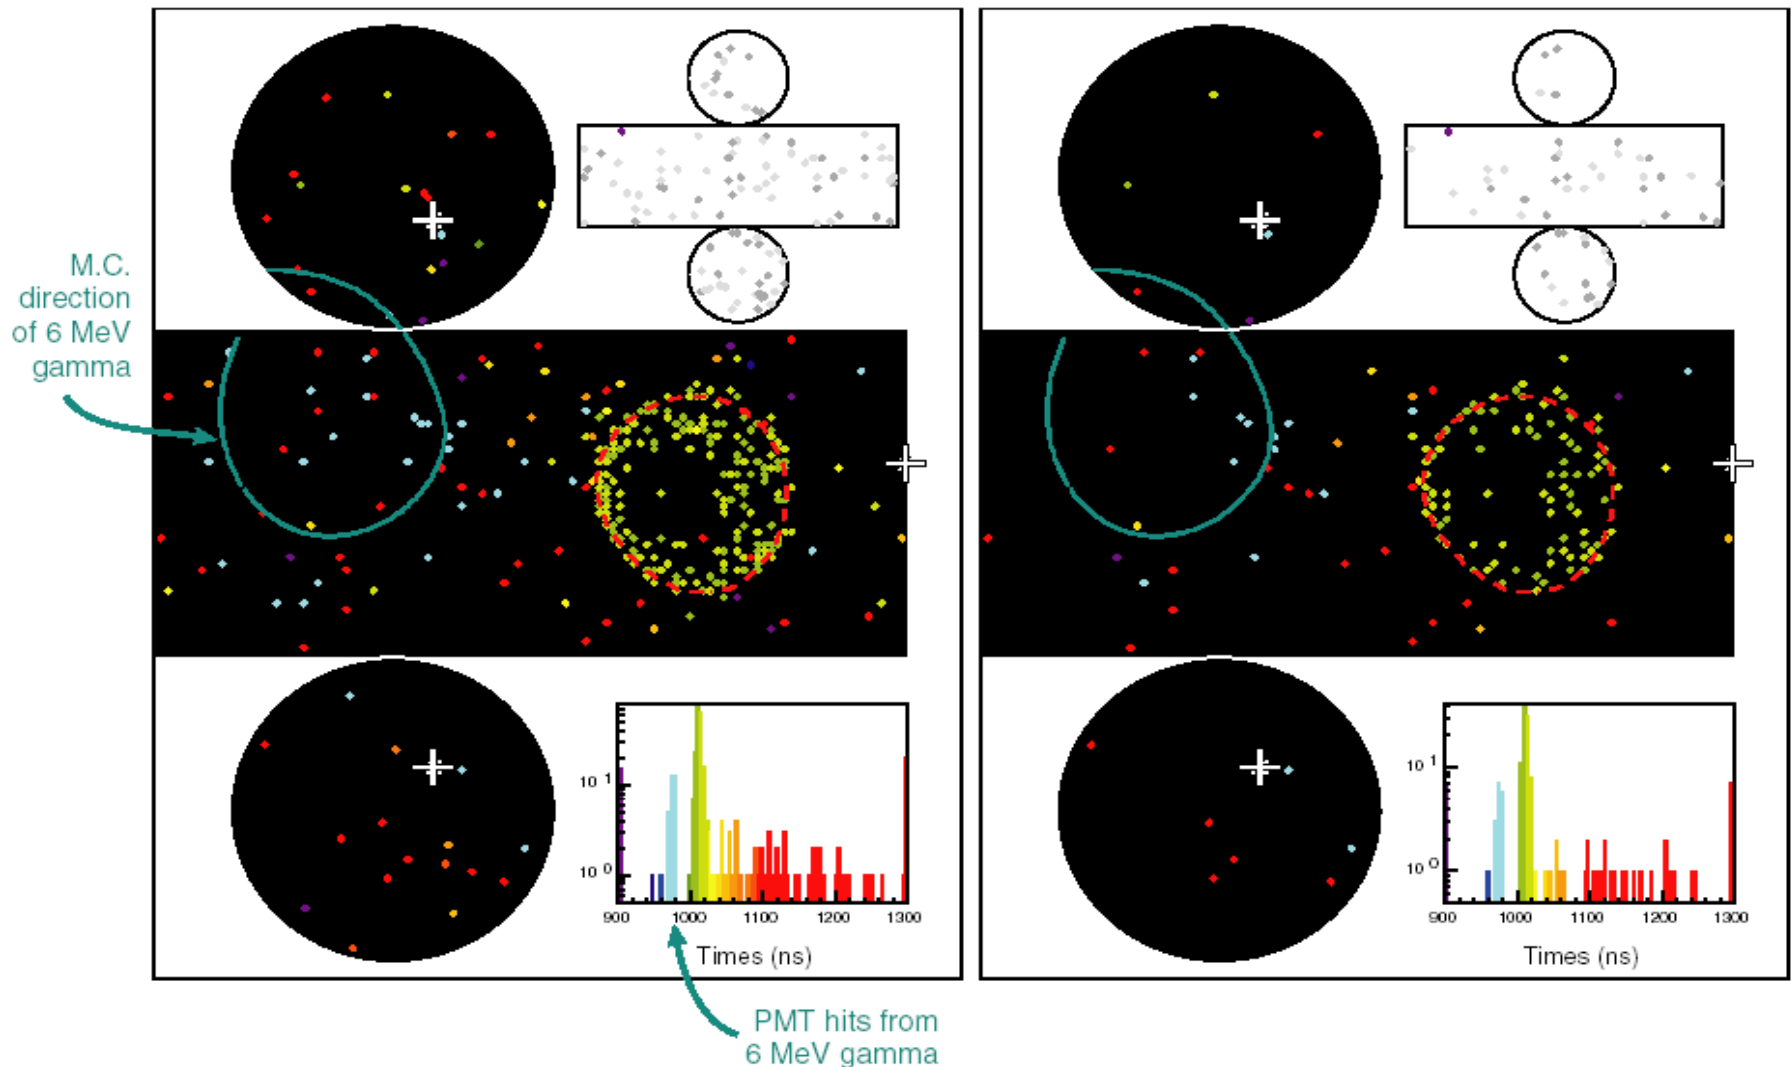 M.C.
direction
of 6 MeV
gamma
10 1
10 0
900 1000 1100 1200 1300
Times (ns)
10 1
10 0
900 1000 1100 1200 1300
Times (ns)
PMT hits from
6 MeV gamma